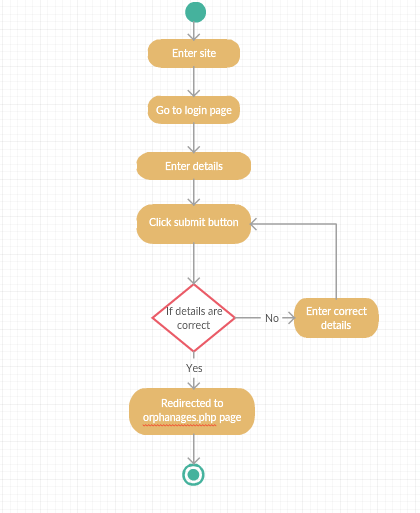 Enter site
Go to login page
Enter details
Click submit button
If details are
correct
No
Enter correct
details
Yes
Redirected to
orphanages.php page